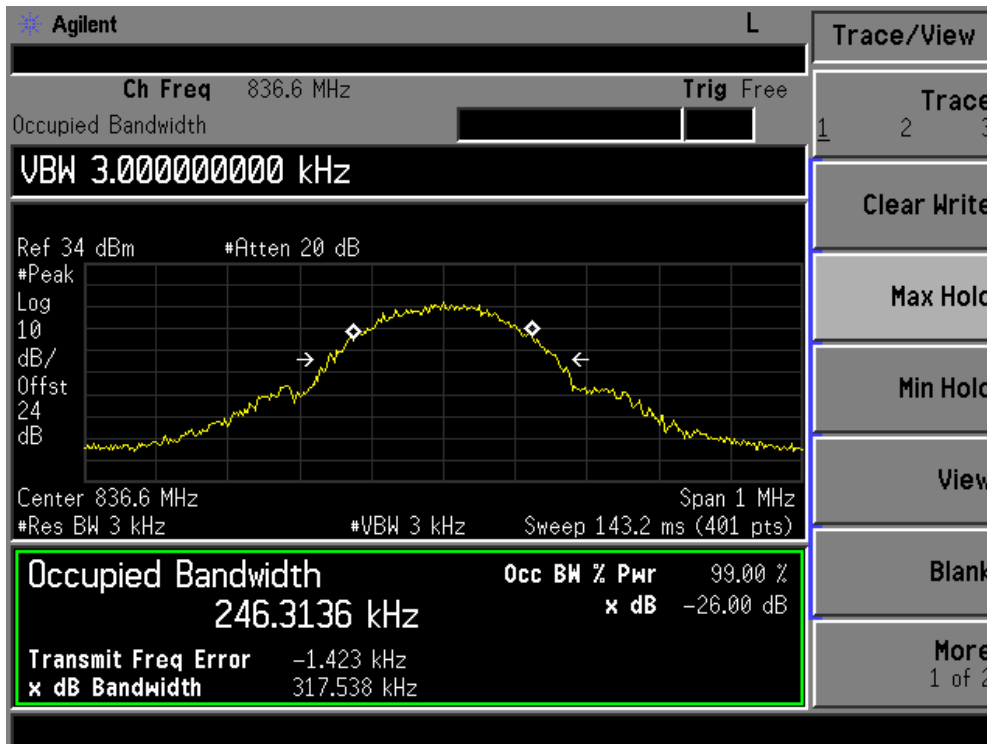 Agilent L
Ch Freq 836.6 MHz Trig Free
Occupied Bandwidth
VBW 3.000000000 kHz
Ref 34 dBm #Atten 20 dB
#Peak
Log
10
dB/
Offst
24
dB
Center 836.6 MHz Span 1 MHz
#Res BW 3 kHz #VBW 3 kHz Sweep 143.2 ms (401 pts)
Occupied Bandwidth Occ BW % Pwr 99.00 %
246.3136 kHz x dB -26.00 dB
Transmit Freq Error -1.423 kHz
x dB Bandwidth 317.538 kHz
Trace/View
Trace
1 2 3
Clear Write
Max Hold
Min Hold
View
Blank
More
1 of 2